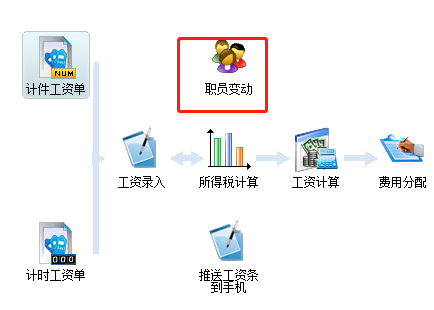 NUM
计件工资单
职员变动
工资录入
所得税计算
工资计算
费用分配
000
计时工资单
推送工资条
到手机